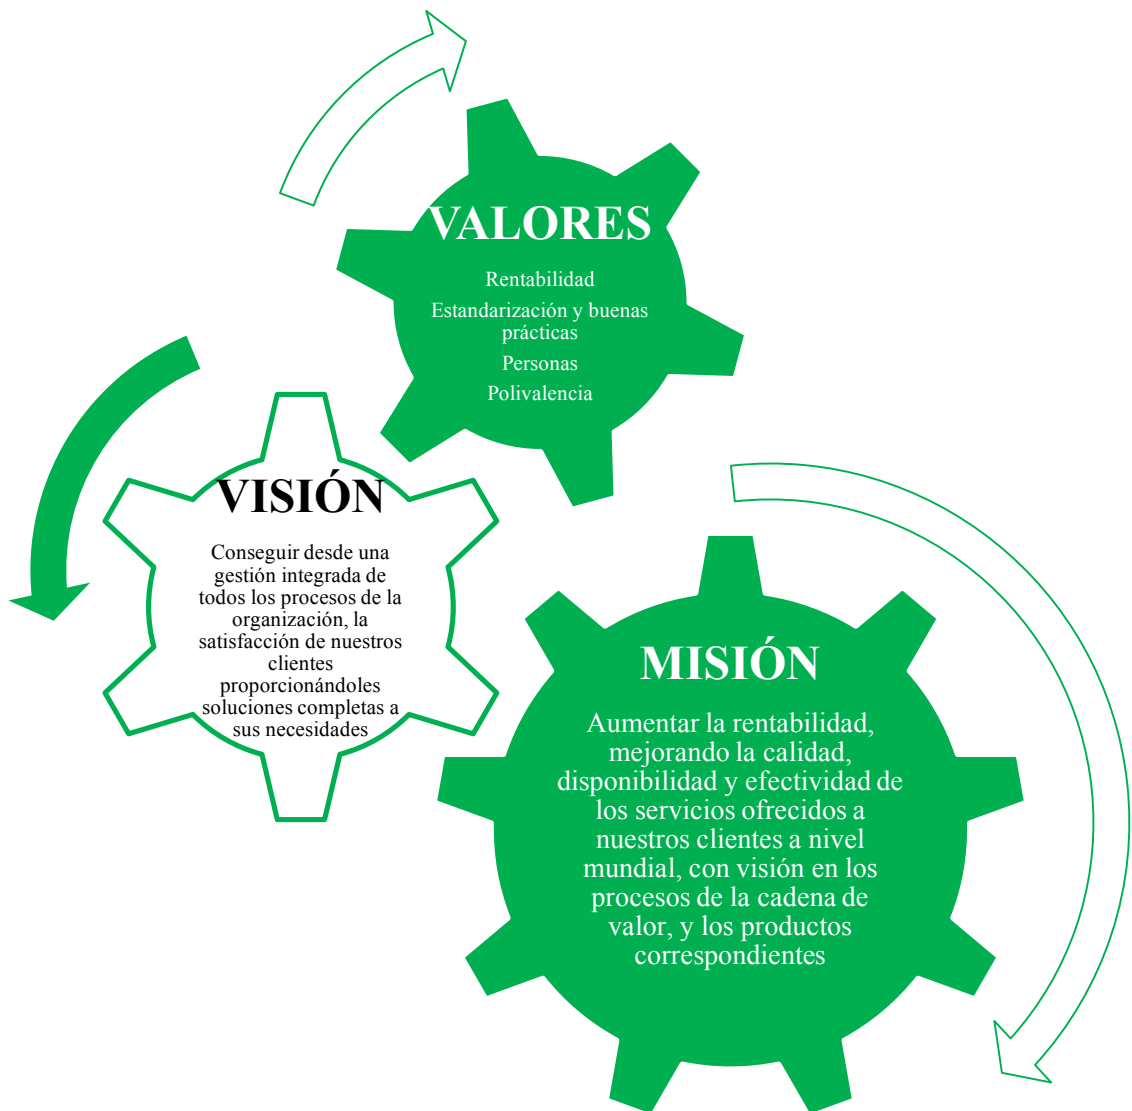 VALORES
Rentabilidad
Estandarización y buenas
prácticas
Personas
Polivalencia
VISIÓN
Conseguir desde una
gestión integrada de
todos los procesos de la
organización, la
satisfacción de nuestros
clientes
proporcionándoles
soluciones completas a
sus necesidades
MISIÓN
Aumentar la rentabilidad,
mejorando la calidad,
disponibilidad y efectividad de
los servicios ofrecidos a
nuestros clientes a nivel
mundial, con visión en los
procesos de la cadena de
valor, y los productos
correspondientes